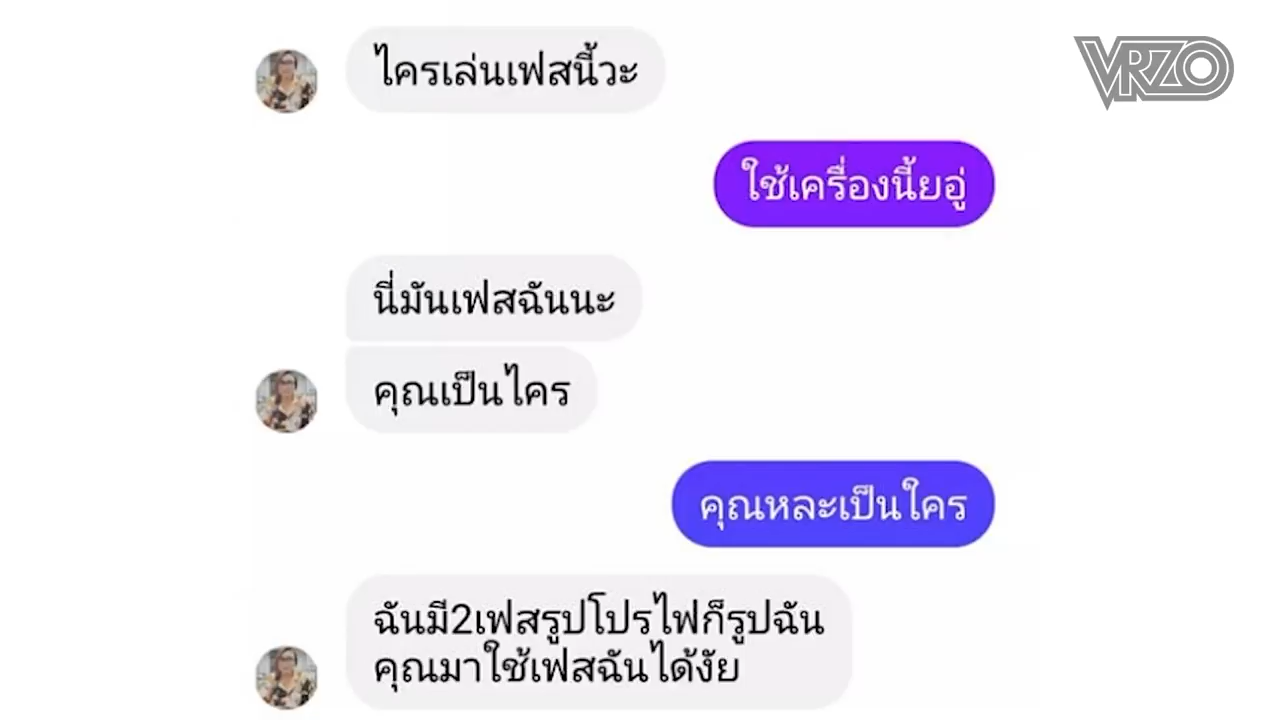 VRZO
ไครเล่นเฟสนี้วะ
ใช้เครื่องนี้ยอู่
นี่มันเฟสฉันนะ
คุณเป็นไคร
คุณหละเป็นใคร
ฉันมี2เฟสรูปโปรไฟก็รูปฉัน
คุณมาใช้เฟสฉันได้งัย